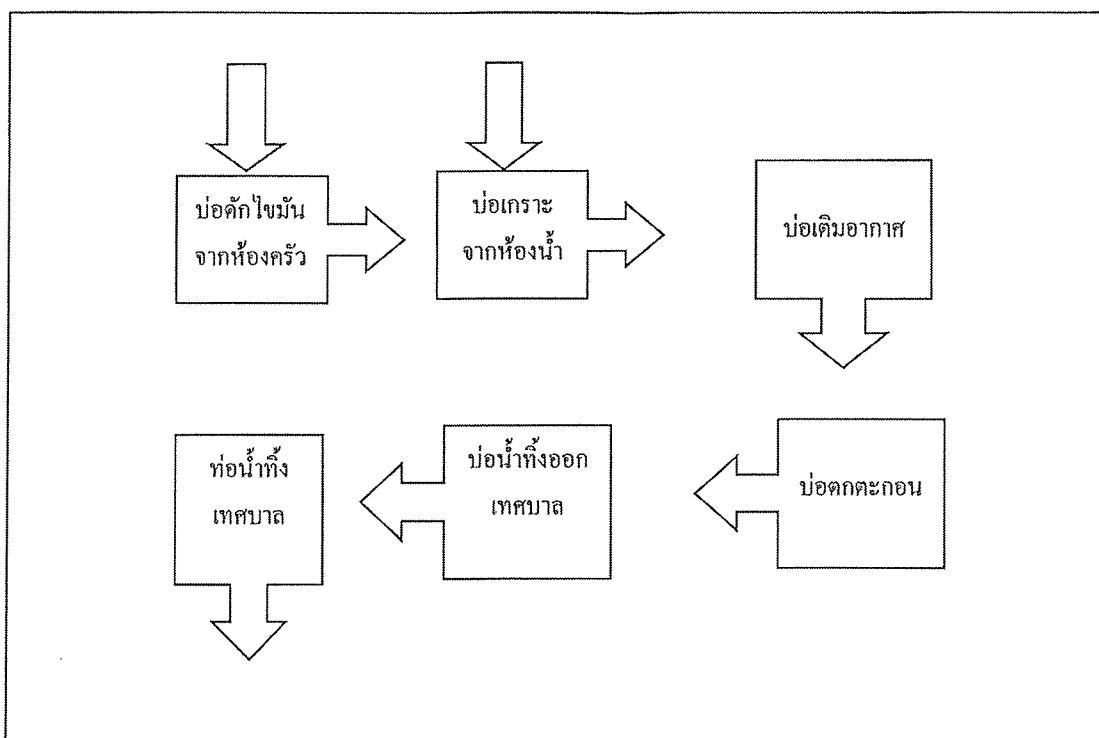 บ่อดักไขมัน
จากห้องครัว
บ่อเกราะ
จากห้องน้ำ
บ่อเติมอากาศ
ท่อน้ำทิ้ง
เทศบาล
บ่อน้ำทิ้งออก
เทศบาล
บ่อตกตะกอน